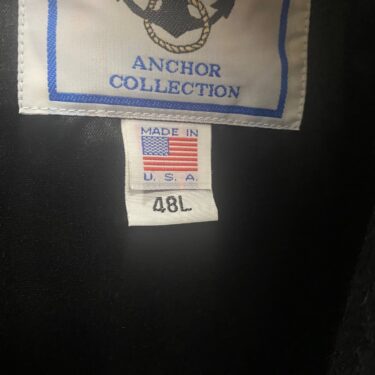 ANCHOR
COLLECTION
MADE IN
U. S. A.
48L